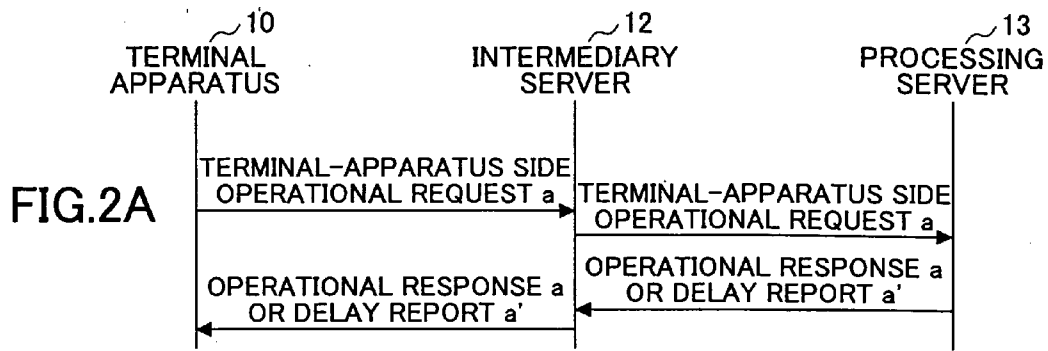 10
TERMINAL
APPARATUS
12
INTERMEDIARY
SERVER
13
PROCESSING
SERVER
FIG.2A
TERMINAL-APPARATUS SIDE
OPERATIONAL REQUEST a
TERMINAL-APPARATUS SIDE
OPERATIONAL REQUEST a
OPERATIONAL RESPONSE a
OR DELAY REPORT a'
OPERATIONAL RESPONSE a
OR DELAY REPORT a'